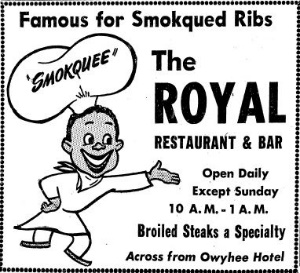 Famous for Smokqued Ribs
"SMOKQUEE"
The
ROYAL
RESTAURANT & BAR
Open Daily
Except Sunday
10 A.M. - 1 A.M.
Broiled Steaks a Specialty
Across from Owyhee Hotel